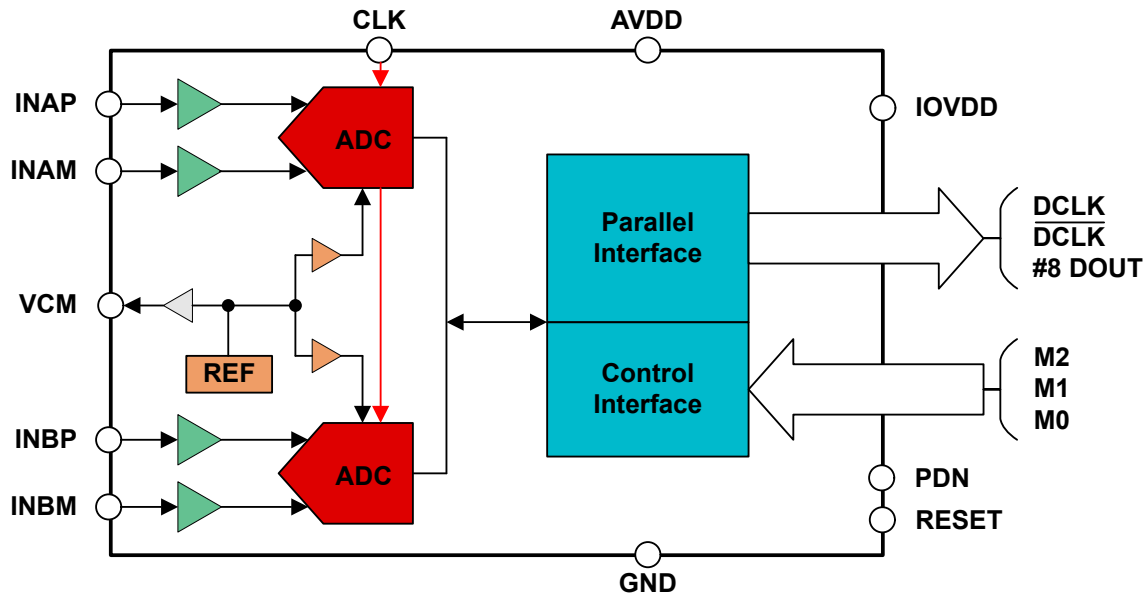 CLK
AVDD
INAP
INAM
ADC
IOVDD
Parallel
Interface
DCLK
DCLK
#8 DOUT
VCM
REF
Control
Interface
M2
M1
M0
INBP
INBM
ADC
PDN
RESET
GND